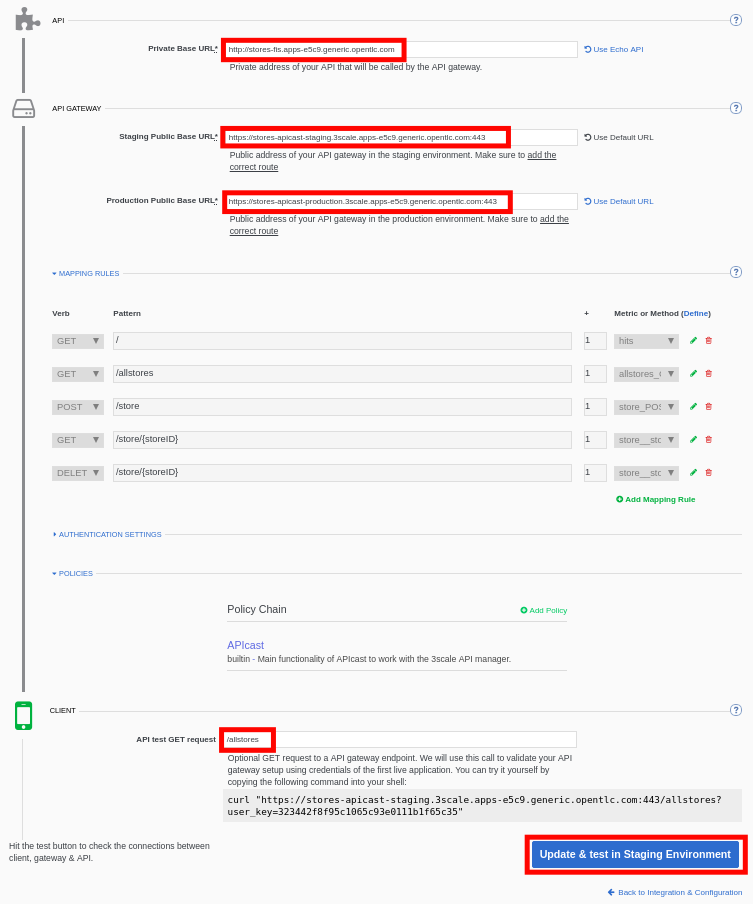 API
?
Private Base URL*
http://stores-fis.apps-e5c9.generic.opentlc.com
Use Echo API
Private address of your API that will be called by the API gateway.
API GATEWAY
?
Staging Public Base URL*
https://stores-apicast-staging.3scale.apps-e5c9.generic.opentlc.com:443
Use Default URL
Public address of your API gateway in the staging environment. Make sure to add the
correct route
Production Public Base URL*
https://stores-apicast-production.3scale.apps-e5c9.generic.opentlc.com:443
Use Default URL
Public address of your API gateway in the production environment. Make sure to add the
correct route
MAPPING RULES
?
Verb Pattern + Metric or Method (Define)
GET / 1 hits
GET /allstores 1 allstores_
POST /store 1 store_POS
GET /store/{storeID} 1 store__sto
DELET /store/{storeID} 1 store__sto
Add Mapping Rule
AUTHENTICATION SETTINGS
POLICIES
Policy Chain
Add Policy
APIcast
builtin - Main functionality of APIcast to work with the 3scale API manager.
CLIENT
?
API test GET request
/allstores
Optional GET request to a API gateway endpoint. We will use this call to validate your API
gateway setup using credentials of the first live application. You can try it yourself by
copying the following command into your shell:
curl "https://stores-apicast-staging.3scale.apps-e5c9.generic.opentlc.com:443/allstores?
user_key=323442f8f95c1065c93e0111b1f65c35"
Hit the test button to check the connections between
client, gateway & API.
Update & test in Staging Environment
Back to Integration & Configuration